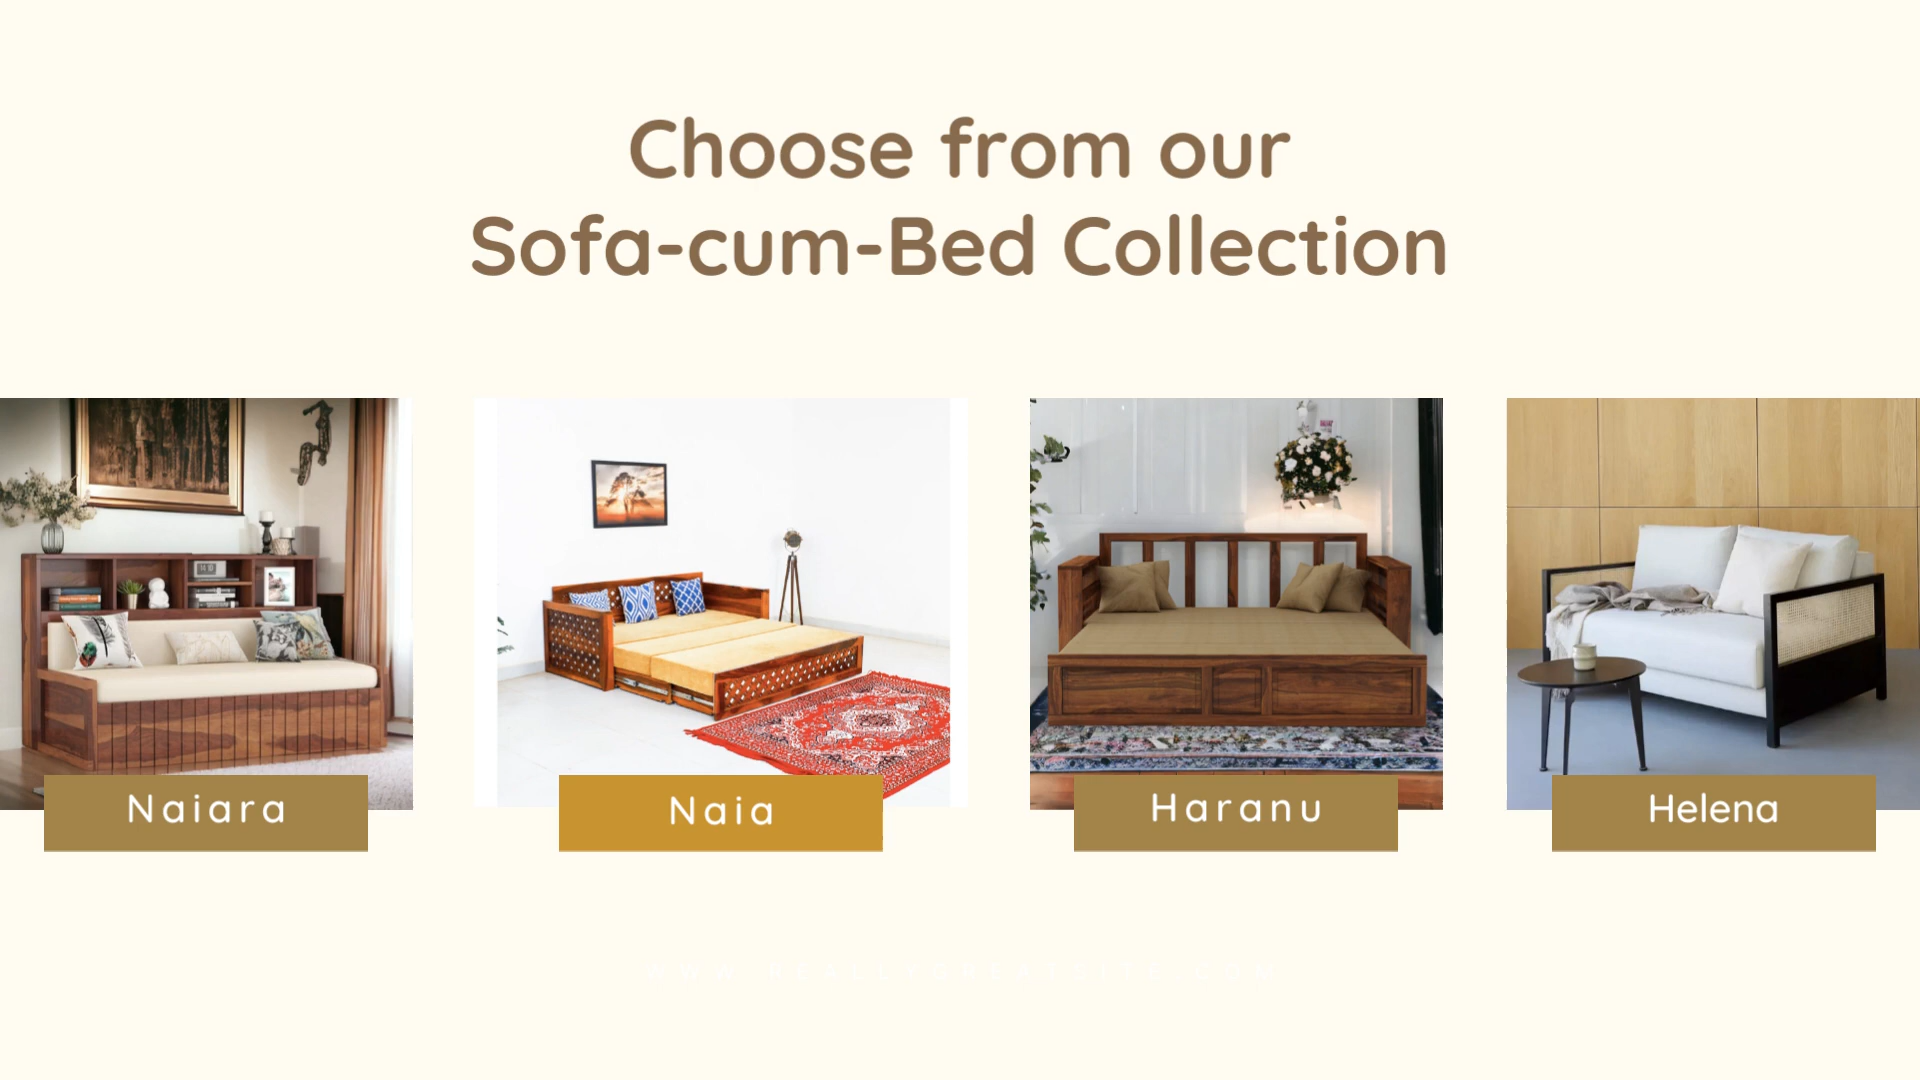 Choose from our
Sofa-cum-Bed Collection
Naiara
Naia
Haranu
Helena